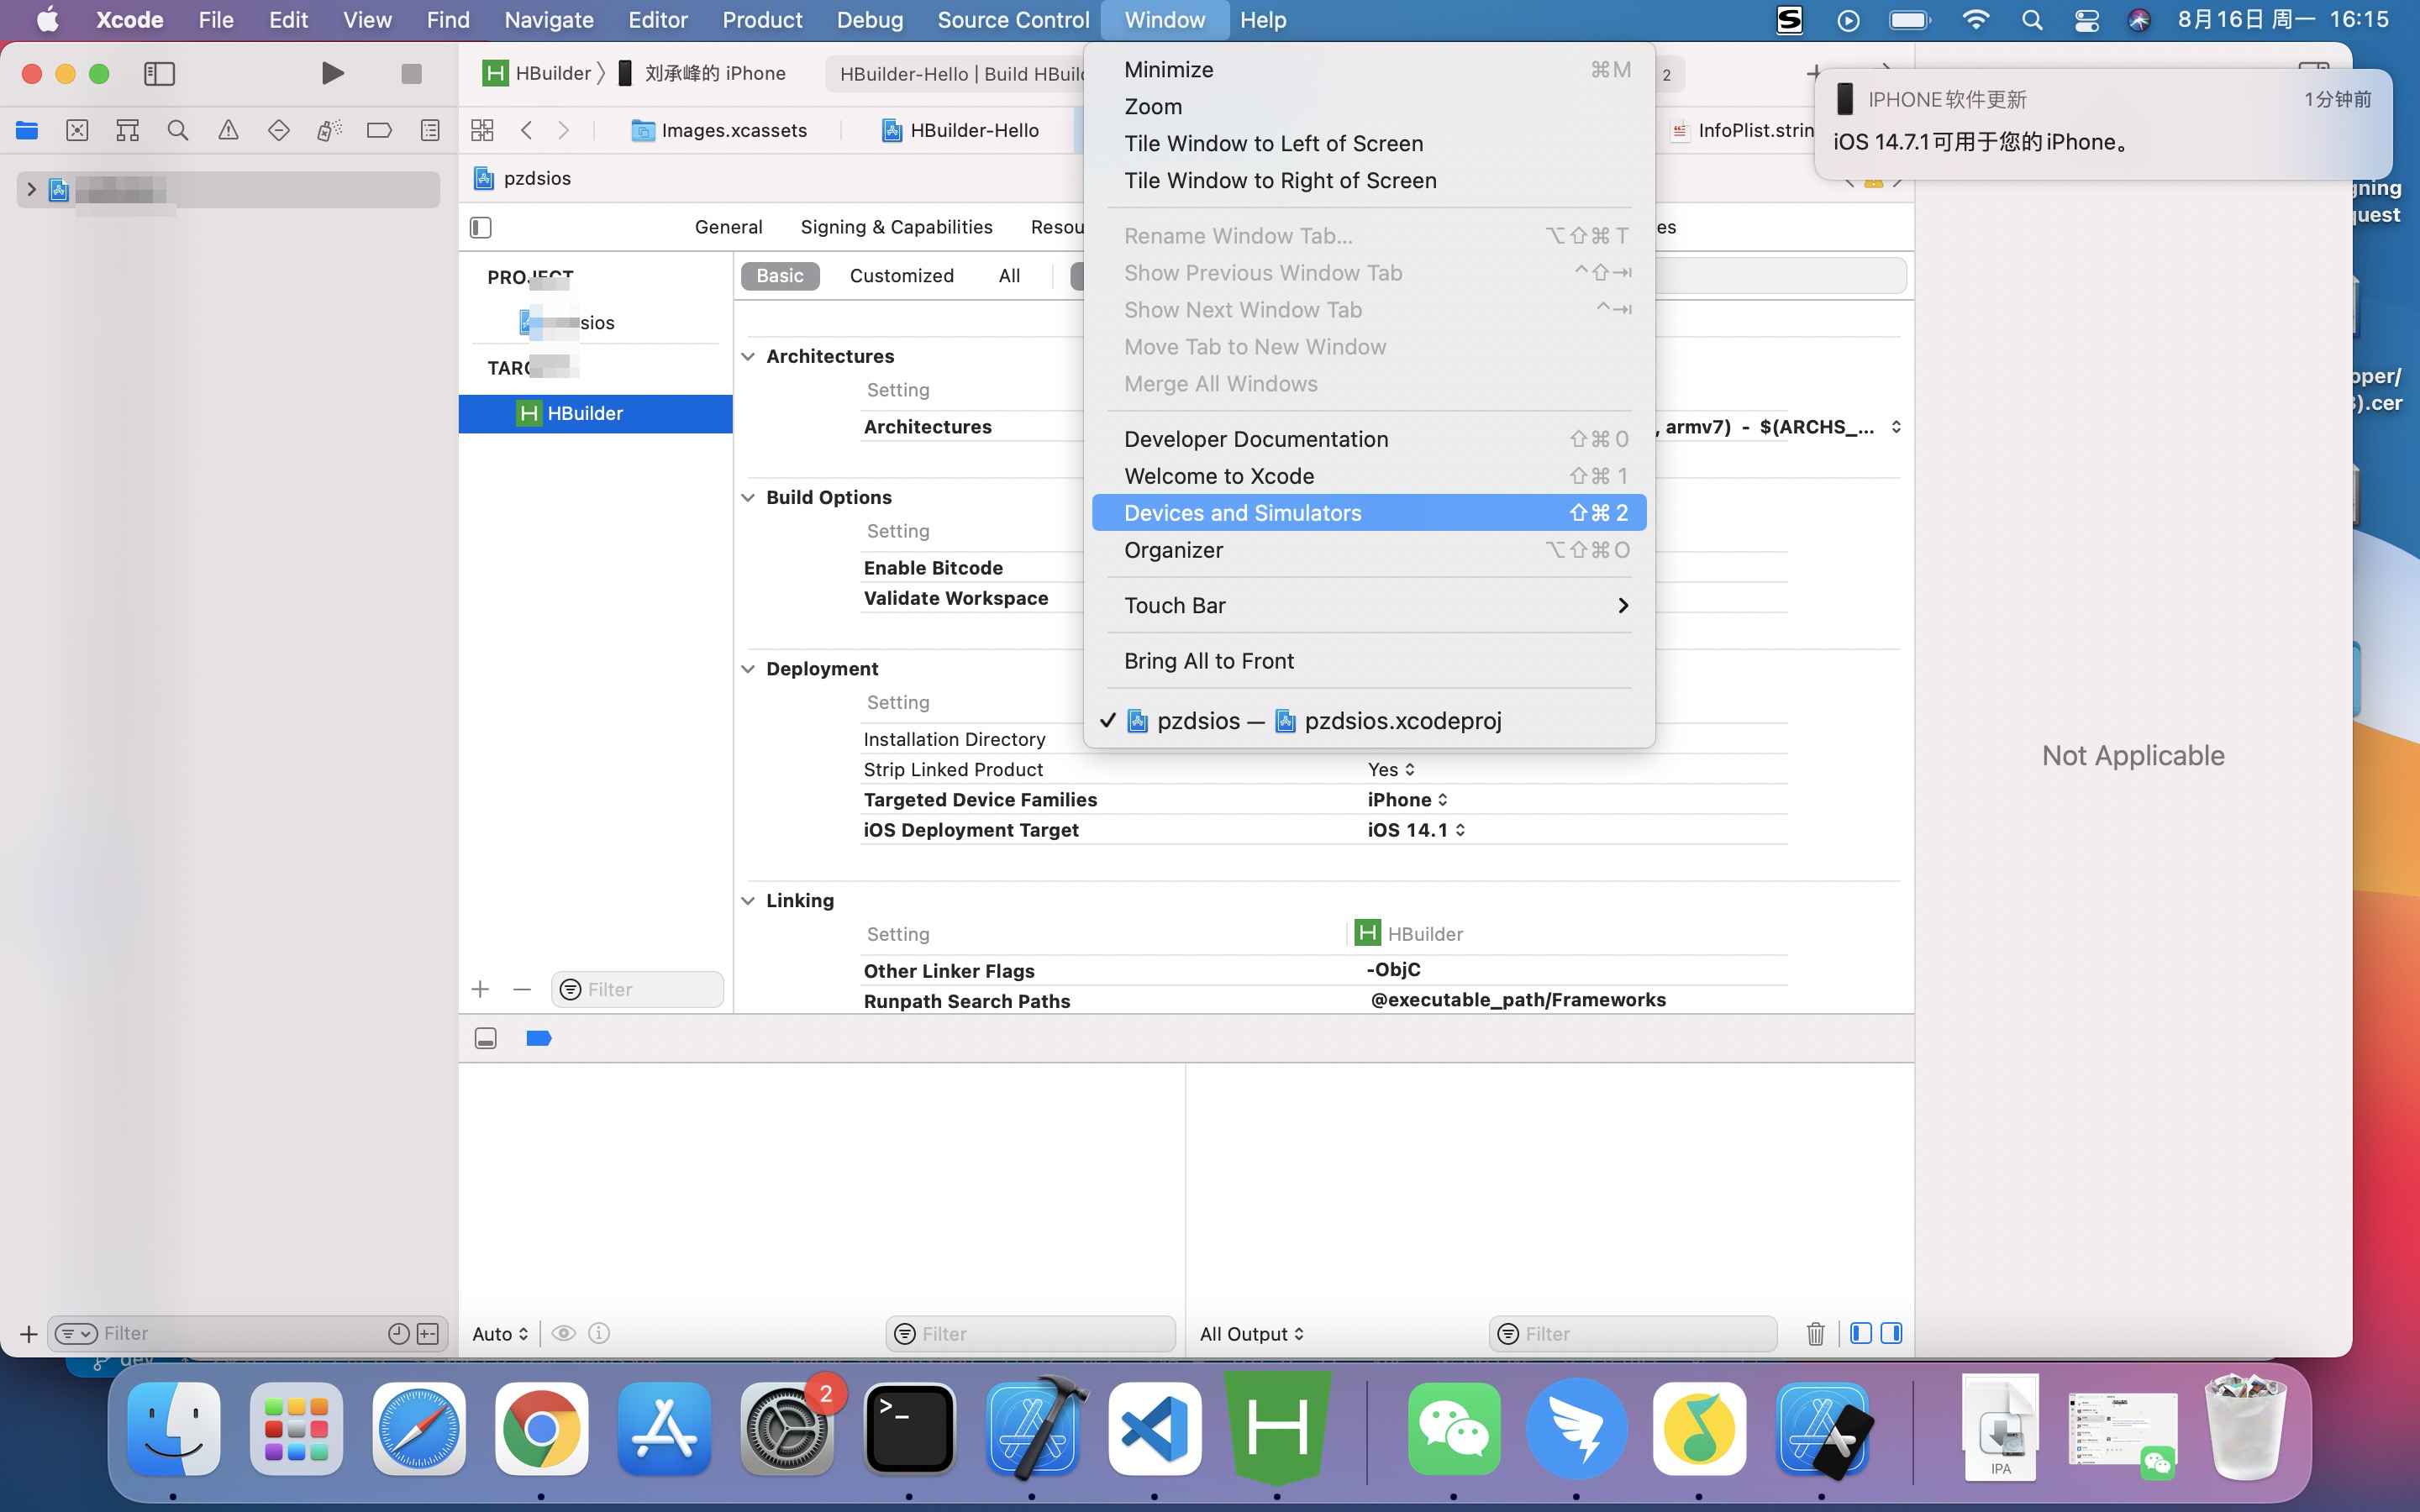 Xcode File Edit View Find Navigate Editor Product Debug Source Control Window Help 8月16日 周一 16:15
HBuilder 刘承峰的 iPhone HBuilder-Hello | Build HBuil 2
IPHONE软件更新 1分钟前
iOS 14.7.1可用于您的 iPhone。
Images.xcassets HBuilder-Hello InfoPlist.strin
pzdsios
General Signing & Capabilities Resou es
Basic Customized All
PROJECT
sios
TARG
HBuilder
Minimize ⌘M
Zoom
Tile Window to Left of Screen
Tile Window to Right of Screen
Rename Window Tab... ⌥⇧⌘T
Show Previous Window Tab ^⇧⇥
Show Next Window Tab ^⇥
Move Tab to New Window
Merge All Windows
Developer Documentation ⇧⌘0
Welcome to Xcode ⇧⌘1
Devices and Simulators ⇧⌘2
Organizer ⌥⇧⌘O
Touch Bar
Bring All to Front
✓ pzdsios — pzdsios.xcodeproj
Architectures
Setting
Architectures , armv7) - $(ARCHS_...
Build Options
Setting
Enable Bitcode
Validate Workspace
Deployment
Setting
Installation Directory
Strip Linked Product Yes
Targeted Device Families iPhone
iOS Deployment Target iOS 14.1
Linking
Setting HBuilder
Other Linker Flags -ObjC
Runpath Search Paths @executable_path/Frameworks
Filter
Not Applicable
gning
quest
oper/
).cer
Filter
Auto Filter All Output Filter
dev
2
IPA